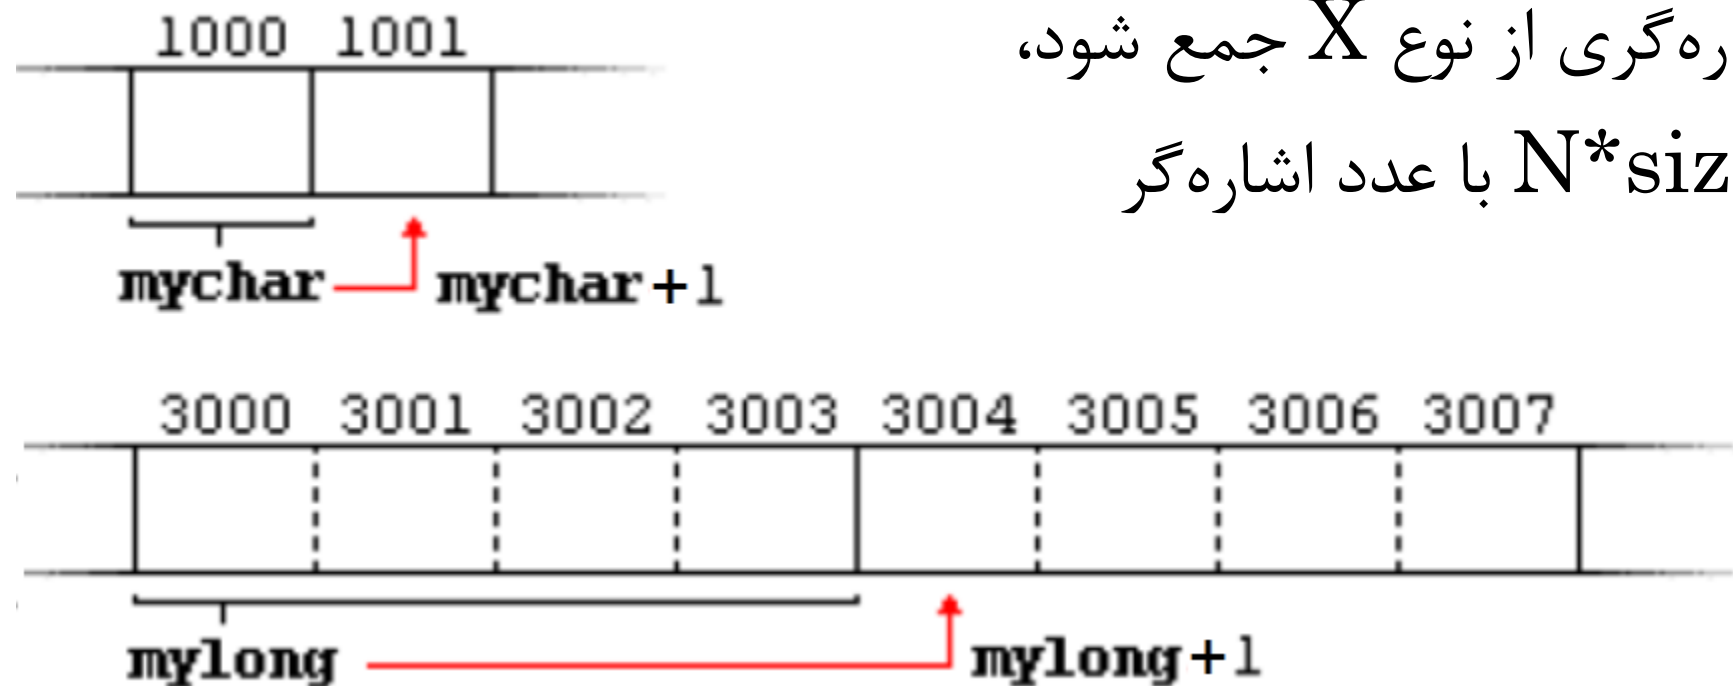 ره‌گری از نوع X جمع شود،
N*siz با عدد اشاره‌گر
1000 1001
mychar mychar+1
3000 3001 3002 3003 3004 3005 3006 3007
mylong mylong+1